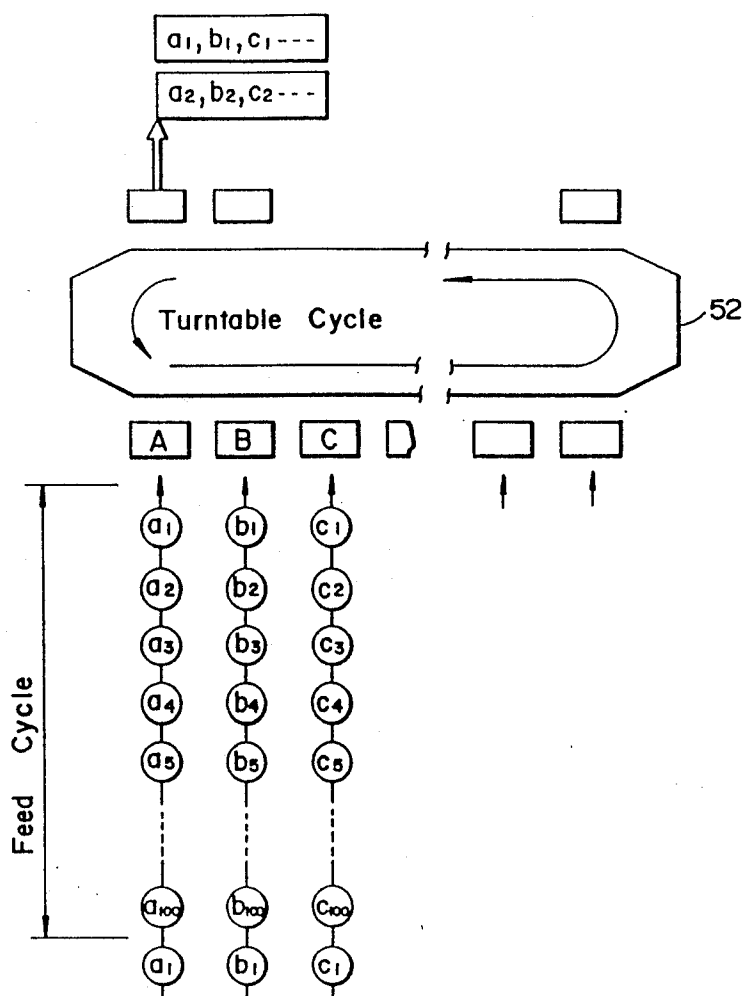 a1, b1, c1---
a2, b2, c2---
Turntable Cycle
52
A B C
a1 b1 c1
a2 b2 c2
a3 b3 c3
a4 b4 c4
a5 b5 c5
Feed Cycle
a100 b100 c100
a1 b1 c1